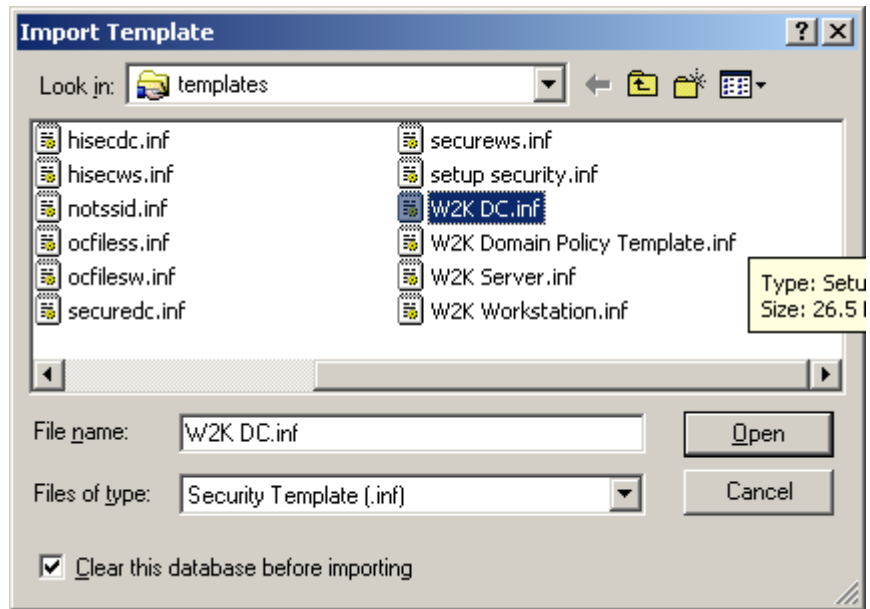 Import Template
Look in: templates
hisecdc.inf
hisecws.inf
notssid.inf
ocfiless.inf
ocfilesw.inf
securedc.inf
securews.inf
setup security.inf
W2K DC.inf
W2K Domain Policy Template.inf
W2K Server.inf
W2K Workstation.inf
Type: Setu
Size: 26.5
File name: W2K DC.inf
Open
Files of type: Security Template (.inf)
Cancel
Clear this database before importing